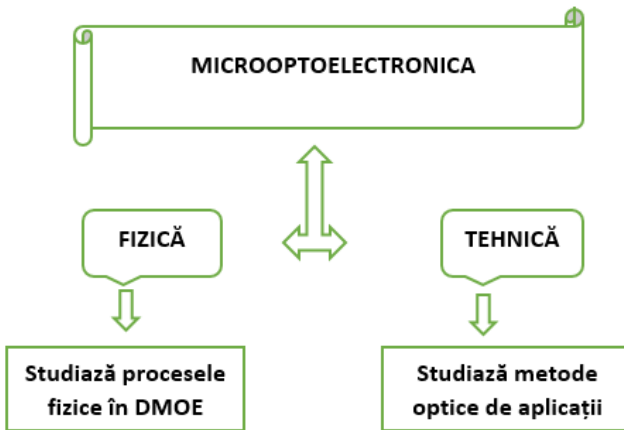 MICROOPTOELECTRONICA
FIZICĂ
TEHNICĂ
Studiază procesele
fizice în DMOE
Studiază metode
optice de aplicații